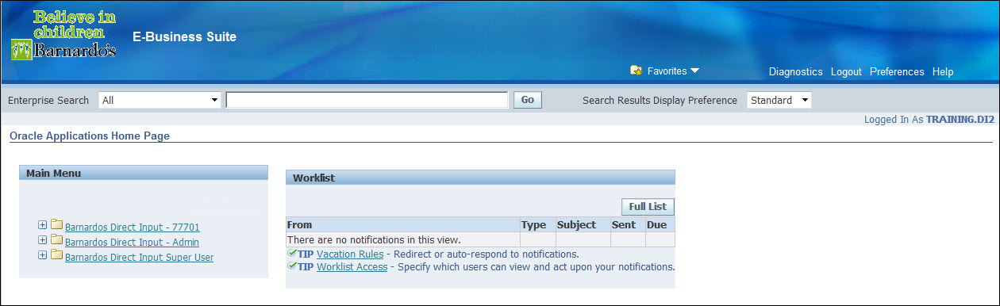 Believe in
children
Barnardo's
E-Business Suite
Favorites
Diagnostics Logout Preferences Help
Enterprise Search All Go Search Results Display Preference Standard
Logged In As TRAINING.DI2
Oracle Applications Home Page
Main Menu
Barnardos Direct Input - 77701
Barnardos Direct Input - Admin
Barnardos Direct Input Super User
Worklist
Full List
From Type Subject Sent Due
There are no notifications in this view.
TIP Vacation Rules - Redirect or auto-respond to notifications.
TIP Worklist Access - Specify which users can view and act upon your notifications.